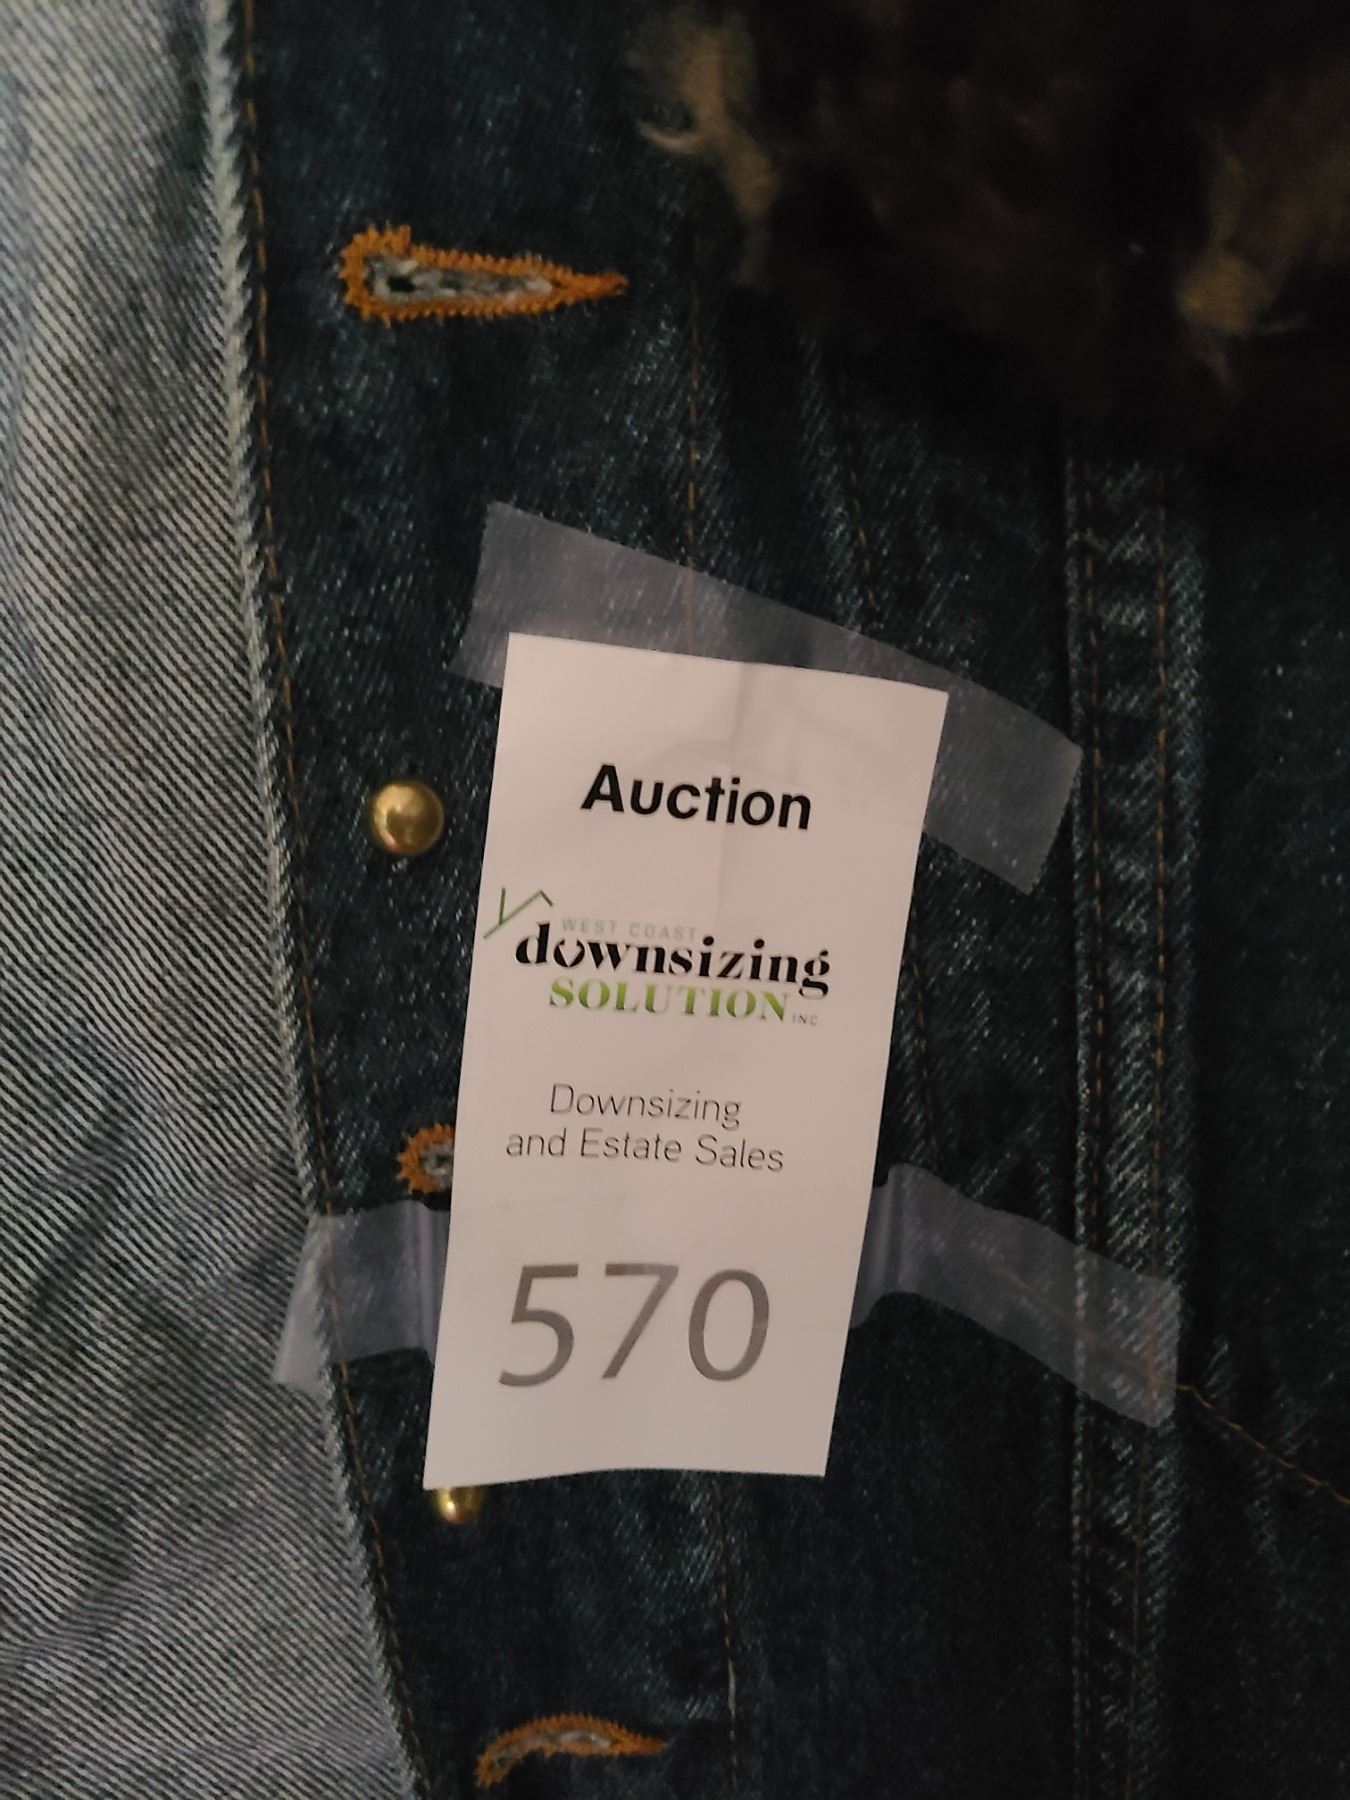 Auction
WEST COAST
downsizing
SOLUTION INC
Downsizing
and Estate Sales
570